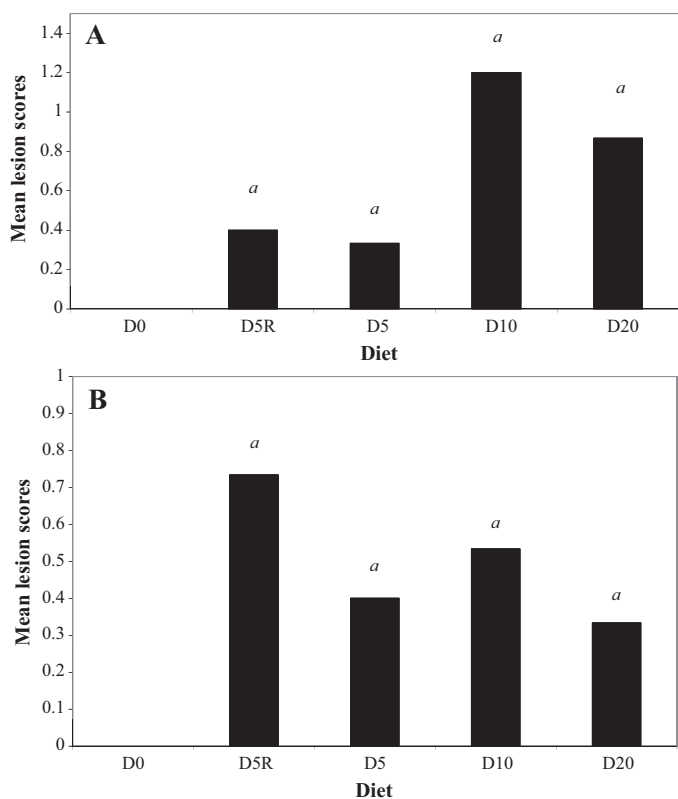 A
Mean lesion scores
1.4
1.2
1
0.8
0.6
0.4
0.2
0
a
a
a
a
D0 D5R D5 D10 D20
Diet
B
Mean lesion scores
1
0.9
0.8
0.7
0.6
0.5
0.4
0.3
0.2
0.1
0
a
a
a
a
D0 D5R D5 D10 D20
Diet